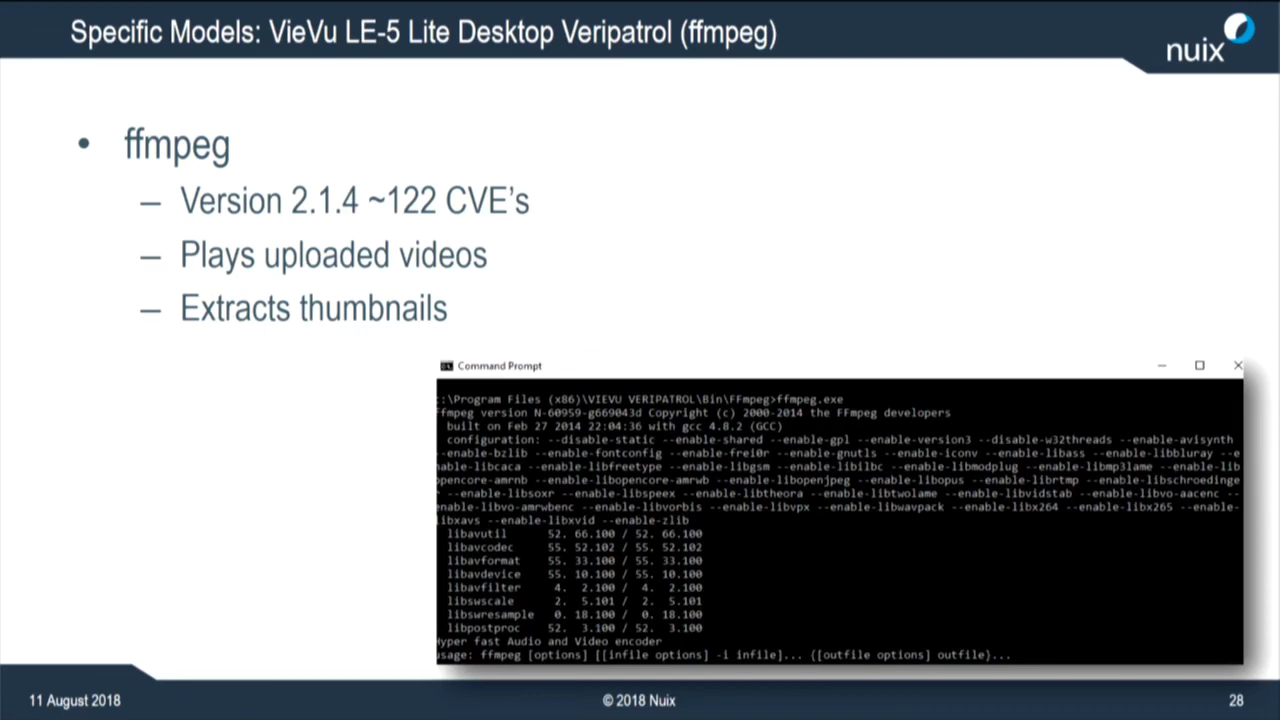 Specific Models: VieVu LE-5 Lite Desktop Veripatrol (ffmpeg)
nuix
• ffmpeg
– Version 2.1.4 ~122 CVE’s
– Plays uploaded videos
– Extracts thumbnails
Command Prompt
:\Program Files (x86)\VIEVU VERIPATROL\Bin\FFmpeg>ffmpeg.exe
ffmpeg version N-60959-g669043d Copyright (c) 2000-2014 the FFmpeg developers
built on Feb 27 2014 22:04:36 with gcc 4.8.2 (GCC)
configuration: --disable-static --enable-shared --enable-gpl --enable-version3 --disable-w32threads --enable-avisynth
--enable-bzlib --enable-fontconfig --enable-frei0r --enable-gnutls --enable-iconv --enable-libass --enable-libbluray --e
nable-libcaca --enable-libfreetype --enable-libgsm --enable-libilbc --enable-libmodplug --enable-libmp3lame --enable-lib
opencore-amrnb --enable-libopencore-amrwb --enable-libopenjpeg --enable-libopus --enable-librtmp --enable-libschroedinge
r --enable-libsoxr --enable-libspeex --enable-libtheora --enable-libtwolame --enable-libvidstab --enable-libvo-aacenc --
enable-libvo-amrwbenc --enable-libvorbis --enable-libvpx --enable-libwavpack --enable-libx264 --enable-libx265 --enable-
libxavs --enable-libxvid --enable-zlib
libavutil 52. 66.100 / 52. 66.100
libavcodec 55. 52.102 / 55. 52.102
libavformat 55. 33.100 / 55. 33.100
libavdevice 55. 10.100 / 55. 10.100
libavfilter 4. 2.100 / 4. 2.100
libswscale 2. 5.101 / 2. 5.101
libswresample 0. 18.100 / 0. 18.100
libpostproc 52. 3.100 / 52. 3.100
Hyper fast Audio and Video encoder
usage: ffmpeg [options] [[infile options] -i infile]... {[outfile options] outfile}...
11 August 2018
© 2018 Nuix
28